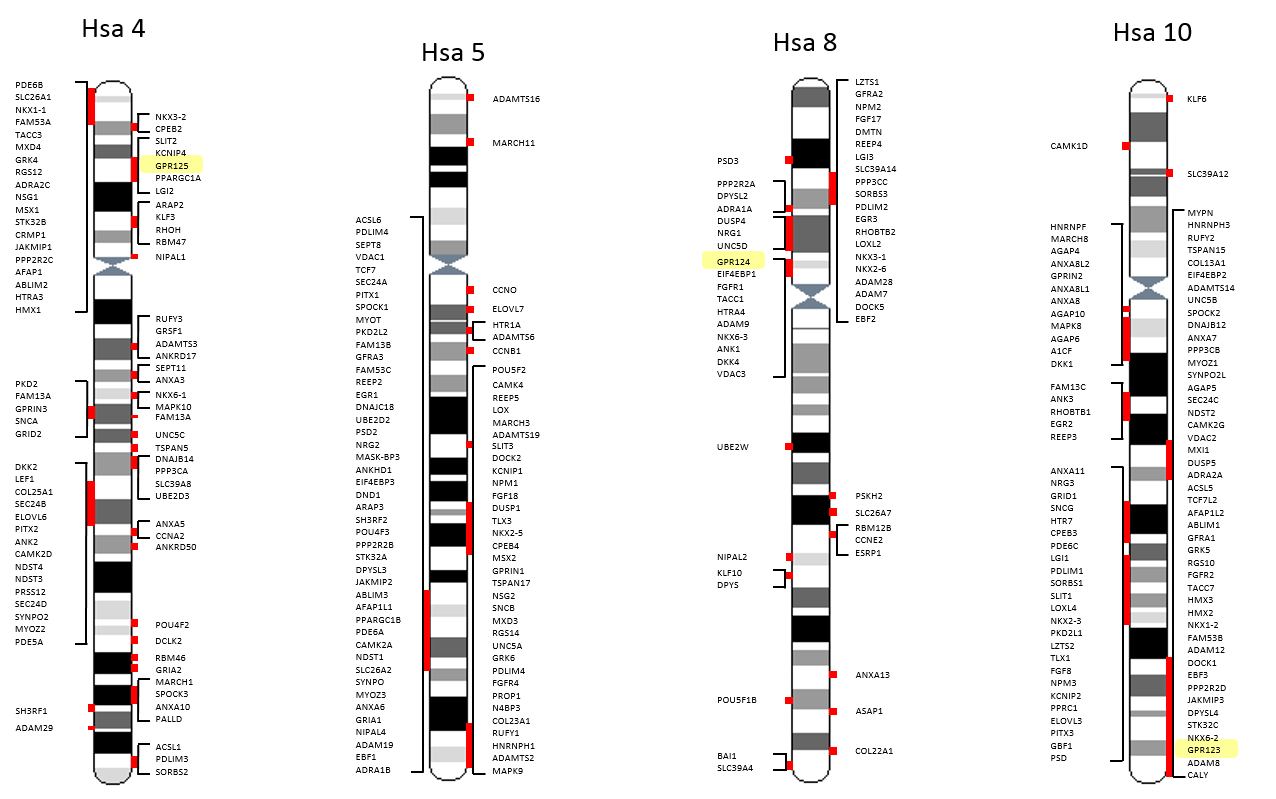 Hsa 4
PDE6B
SLC26A1
NKX1-1
FAM53A
TACC3
MXD4
GRK4
RGS12
ADRA2C
NSG1
MSX1
STK32B
CRMP1
JAKMIP1
PPP2R2C
AFAP1
ABLIM2
HTRA3
HMX1
PKD2
FAM13A
GPRIN3
SNCA
GRID2
DKK2
LEF1
COL25A1
SEC24B
ELOVL6
PITX2
ANK2
CAMK2D
NDST4
NDST3
PRSS12
SEC24D
SYNPO2
MYOZ2
PDE5A
SH3RF1
ADAM29
NKX3-2
CPEB2
SLIT2
KCNIP4
GPR125
PPARGC1A
LGI2
ARAP2
KLF3
RHOH
RBM47
NIPAL1
RUFY3
GRSF1
ADAMTS3
ANKRD17
SEPT11
ANXA3
NKX6-1
MAPK10
FAM13A
UNC5C
TSPAN5
DNAJB14
PPP3CA
SLC39A8
UBE2D3
ANXA5
CCNA2
ANKRD50
POU4F2
DCLK2
RBM46
GRIA2
MARCH1
SPOCK3
ANXA10
PALLD
ACSL1
PDLIM3
SORBS2
Hsa 5
ACSL6
PDLIM4
SEPT8
VDAC1
TCF7
SEC24A
PITX1
SPOCK1
MYOT
PKD2L2
FAM13B
GFRA3
FAM53C
REEP2
EGR1
DNAJC18
UBE2D2
PSD2
NRG2
MASK-BP3
ANKHD1
EIF4EBP3
DND1
ARAP3
SH3RF2
POU4F3
PPP2R2B
STK32A
DPYSL3
JAKMIP2
ABLIM3
AFAP1L1
PPARGC1B
PDE6A
CAMK2A
NDST1
SLC26A2
SYNPO
MYOZ3
ANXA6
GRIA1
NIPAL4
ADAM19
EBF1
ADRA1B
ADAMTS16
MARCH11
CCNO
ELOVL7
HTR1A
ADAMTS6
CCNB1
POU5F2
CAMK4
REEP5
LOX
MARCH3
ADAMTS19
SLIT3
DOCK2
KCNIP1
NPM1
FGF18
DUSP1
TLX3
NKX2-5
CPEB4
MSX2
GPRIN1
TSPAN17
NSG2
SNCB
MXD3
RGS14
UNC5A
GRK6
PDLIM4
FGFR4
PROP1
N4BP3
COL23A1
RUFY1
HNRNPH1
ADAMTS2
MAPK9
Hsa 8
PSD3
PPP2R2A
DPYSL2
ADRA1A
DUSP4
NRG1
UNC5D
GPR124
EIF4EBP1
FGFR1
TACC1
HTRA4
ADAM9
NKX6-3
ANK1
DKK4
VDAC3
UBE2W
NIPAL2
KLF10
DPYS
POU5F1B
BAI1
SLC39A4
LZTS1
GFRA2
NPM2
FGF17
DMTN
REEP4
LGI3
SLC39A14
PPP3CC
SORBS3
PDLIM2
EGR3
RHOBTB2
LOXL2
NKX3-1
NKX2-6
ADAM28
ADAM7
DOCK5
EBF2
PSKH2
SLC26A7
RBM12B
CCNE2
ESRP1
ANXA13
ASAP1
COL22A1
Hsa 10
CAMK1D
HNRNPF
MARCH8
AGAP4
ANXA8L2
GPRIN2
ANXA8L1
ANXA8
AGAP10
MAPK8
AGAP6
A1CF
DKK1
FAM13C
ANK3
RHOBTB1
EGR2
REEP3
ANXA11
NRG3
GRID1
SNCG
HTR7
CPEB3
PDE6C
LGI1
PDLIM1
SORBS1
SLIT1
LOXL4
NKX2-3
PKD2L1
LZTS2
TLX1
FGF8
NPM3
KCNIP2
PPRC1
ELOVL3
PITX3
GBF1
PSD
KLF6
SLC39A12
MYPN
HNRNPH3
RUFY2
TSPAN15
COL13A1
EIF4EBP2
ADAMTS14
UNC5B
SPOCK2
DNAJB12
ANXA7
PPP3CB
MYOZ1
SYNPO2L
AGAP5
SEC24C
NDST2
CAMK2G
VDAC2
MXI1
DUSP5
ADRA2A
ACSL5
TCF7L2
AFAP1L2
ABLIM1
GFRA1
GRK5
RGS10
FGFR2
TACC7
HMX3
HMX2
NKX1-2
FAM53B
ADAM12
DOCK1
EBF3
PPP2R2D
JAKMIP3
DPYSL4
STK32C
NKX6-2
GPR123
ADAM8
CALY